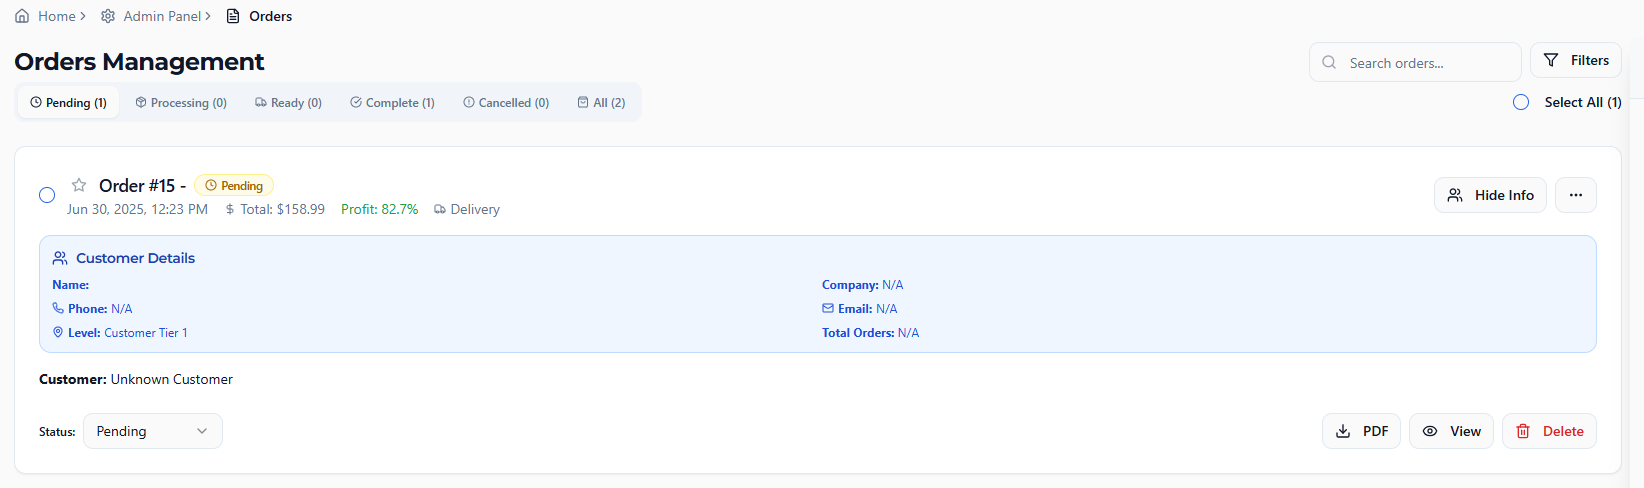 Home > Admin Panel > Orders
Orders Management
Search orders...
Filters
Pending (1) Processing (0) Ready (0) Complete (1) Cancelled (0) All (2)
Select All (1)
Order #15 - Pending
Jun 30, 2025, 12:23 PM $ Total: $158.99 Profit: 82.7% Delivery
Hide Info ...
Customer Details
Name:
Company: N/A
Phone: N/A
Email: N/A
Level: Customer Tier 1
Total Orders: N/A
Customer: Unknown Customer
Status: Pending
PDF View Delete